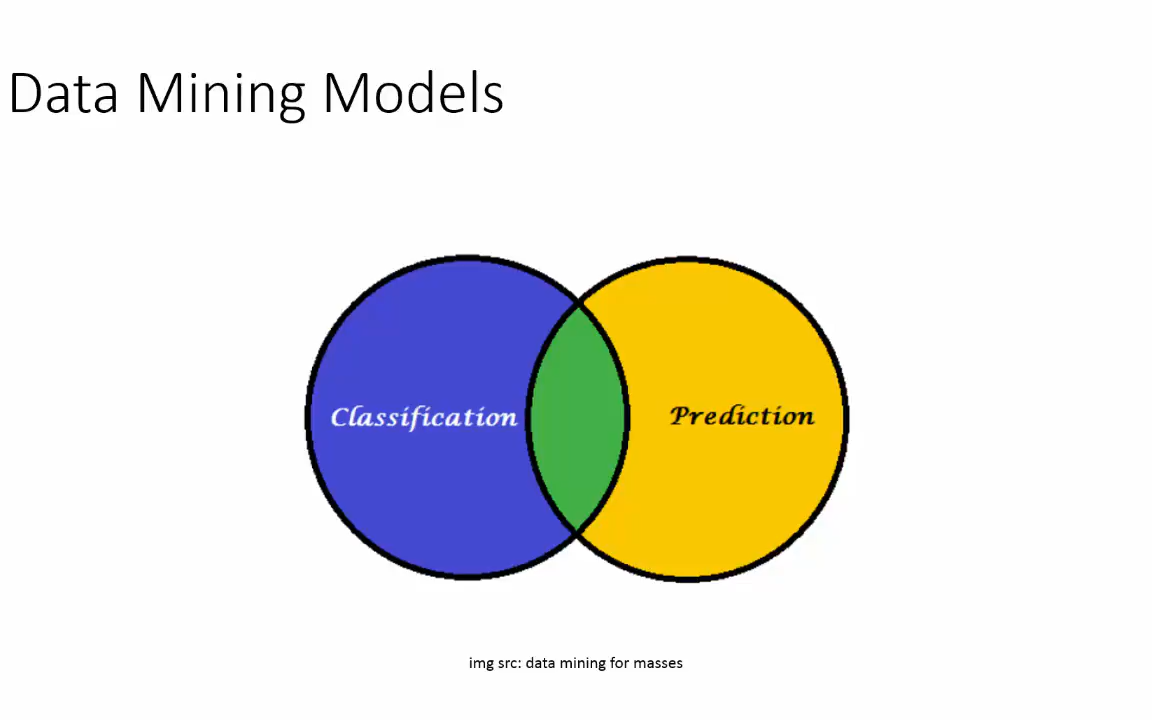 Data Mining Models
Classification
Prediction
img src: data mining for masses